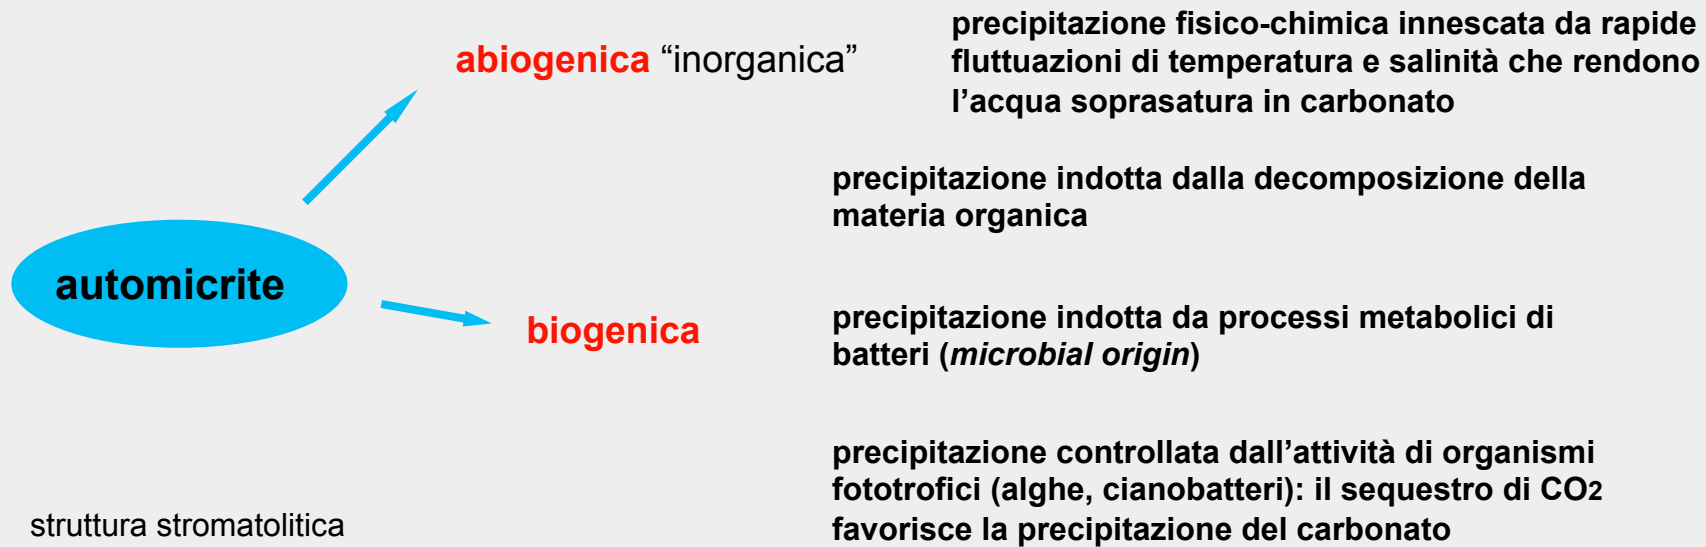 abiogenica “inorganica”
precipitazione fisico-chimica innescata da rapide
fluttuazioni di temperatura e salinità che rendono
l’acqua soprasatura in carbonato
automicrite
biogenica
precipitazione indotta dalla decomposizione della
materia organica
precipitazione indotta da processi metabolici di
batteri (microbial origin)
precipitazione controllata dall’attività di organismi
fototrofici (alghe, cianobatteri): il sequestro di CO2
favorisce la precipitazione del carbonato
struttura stromatolitica